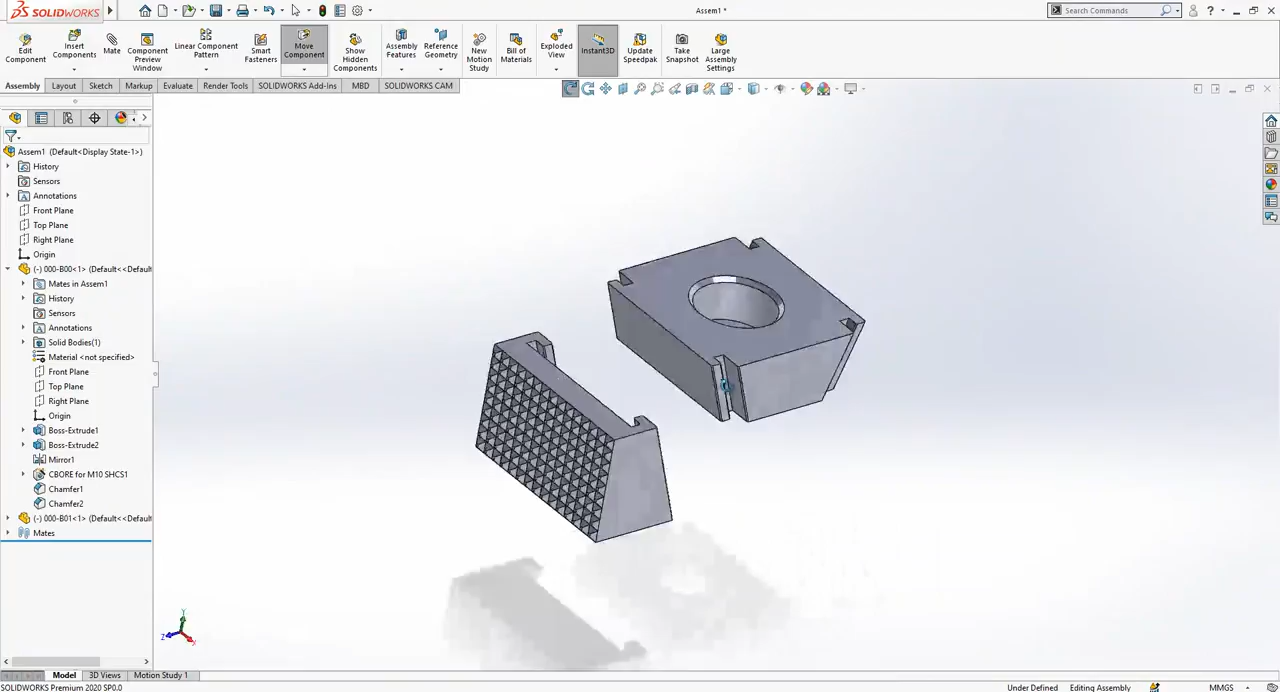 SOLIDWORKS
Assem1 *
Search Commands
Edit Component
Insert Components
Mate
Component Preview Window
Linear Component Pattern
Smart Fasteners
Move Component
Show Hidden Components
Assembly Features
Reference Geometry
New Motion Study
Bill of Materials
Exploded View
Instant3D
Update Speedpak
Take Snapshot
Large Assembly Settings
Assembly
Layout
Sketch
Markup
Evaluate
Render Tools
SOLIDWORKS Add-Ins
MBD
SOLIDWORKS CAM
Assem1 (Default<Display State-1>)
History
Sensors
Annotations
Front Plane
Top Plane
Right Plane
Origin
(-) 000-B00<1> (Default<<Default
Mates in Assem1
History
Sensors
Annotations
Solid Bodies(1)
Material <not specified>
Front Plane
Top Plane
Right Plane
Origin
Boss-Extrude1
Boss-Extrude2
Mirror1
CBORE for M10 SHCS1
Chamfer1
Chamfer2
(-) 000-B01<1> (Default<<Default
Mates
Y
Z
X
Model
3D Views
Motion Study 1
SOLIDWORKS Premium 2020 SP0.0
Under Defined
Editing Assembly
MMGS